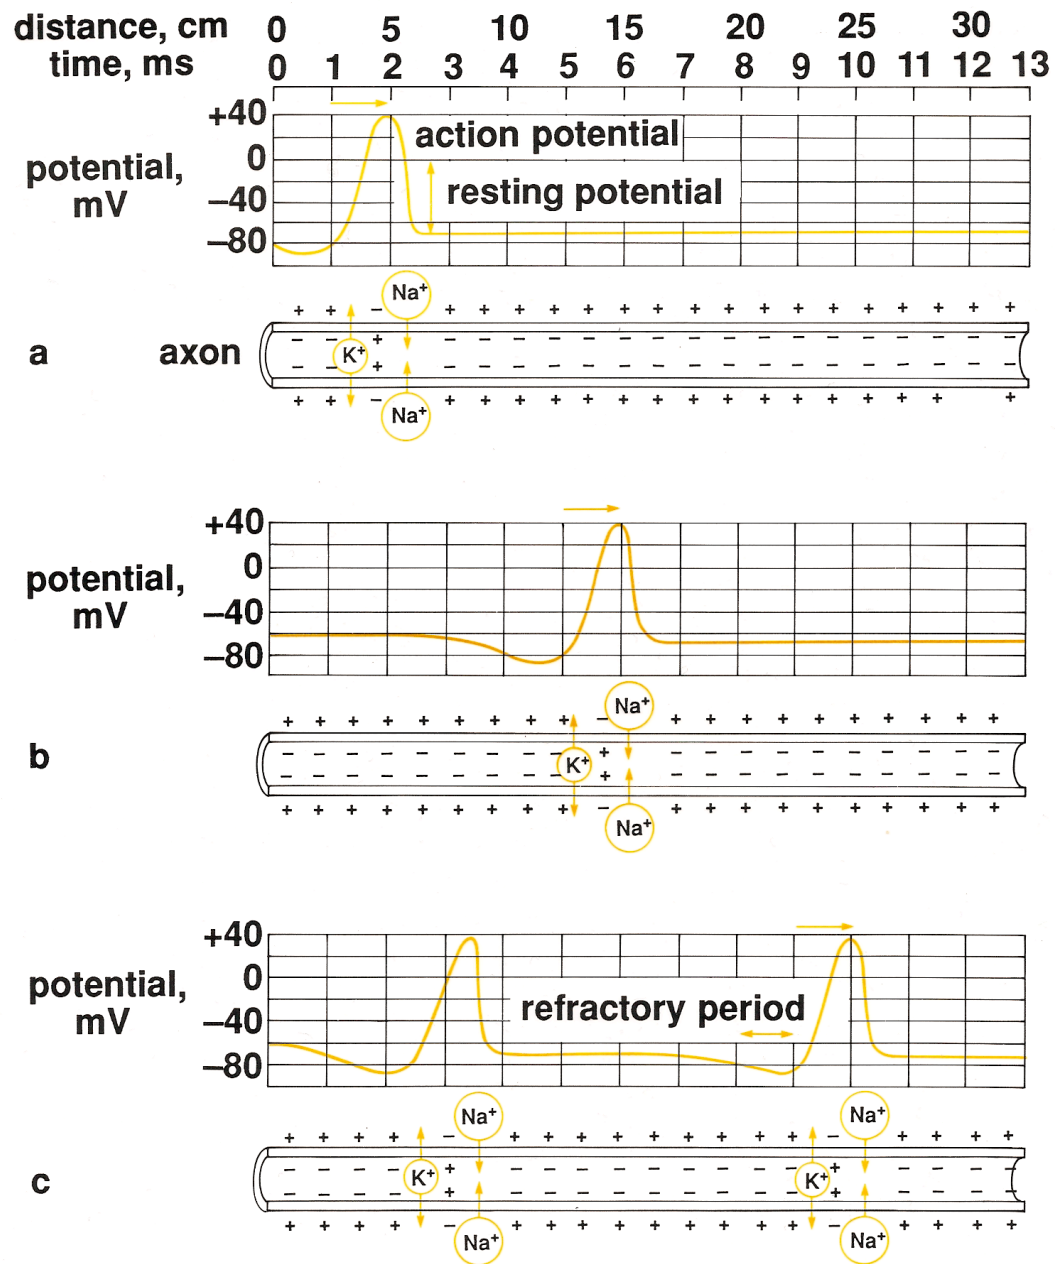 distance, cm 0 5 10 15 20 25 30
time, ms 0 1 2 3 4 5 6 7 8 9 10 11 12 13
+40
action potential
potential, mV
0
resting potential
–40
–80
Na⁺
+ + – + + + + + + + + + + + + + + + + +
a axon
– – + – – – – – – – – – – – – – – – – –
K⁺
– – + – – – – – – – – – – – – – – – – –
+ + – + + + + + + + + + + + + + + + +
Na⁺
+40
potential, mV
0
–40
–80
Na⁺
+ + + + + + + + + – + + + + + + + + + +
b
– – – – – – – – – + – – – – – – – – – –
K⁺
– – – – – – – – – + – – – – – – – – – –
+ + + + + + + + + – + + + + + + + + + +
Na⁺
+40
potential, mV
0
refractory period
–40
–80
Na⁺ Na⁺
+ + + + – + + + + + + + + + – + + + +
c
– – – – + – – – – – – – – – + – – – –
K⁺ K⁺
– – – – + – – – – – – – – – + – – – –
+ + + + – + + + + + + + + + – + + + +
Na⁺ Na⁺